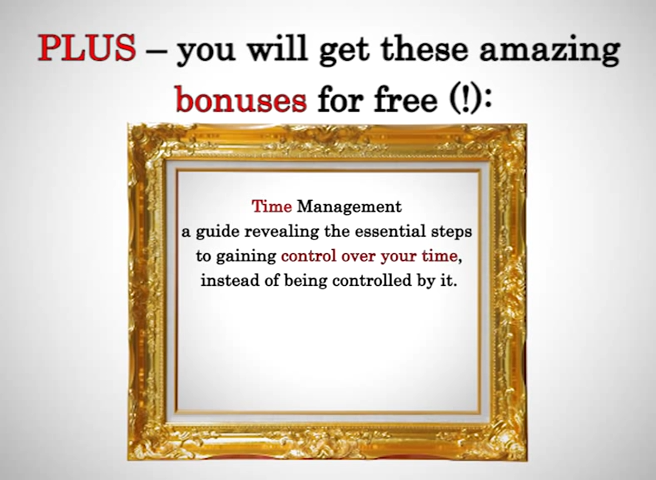 PLUS – you will get these amazing
bonuses for free (!):
Time Management
a guide revealing the essential steps
to gaining control over your time,
instead of being controlled by it.